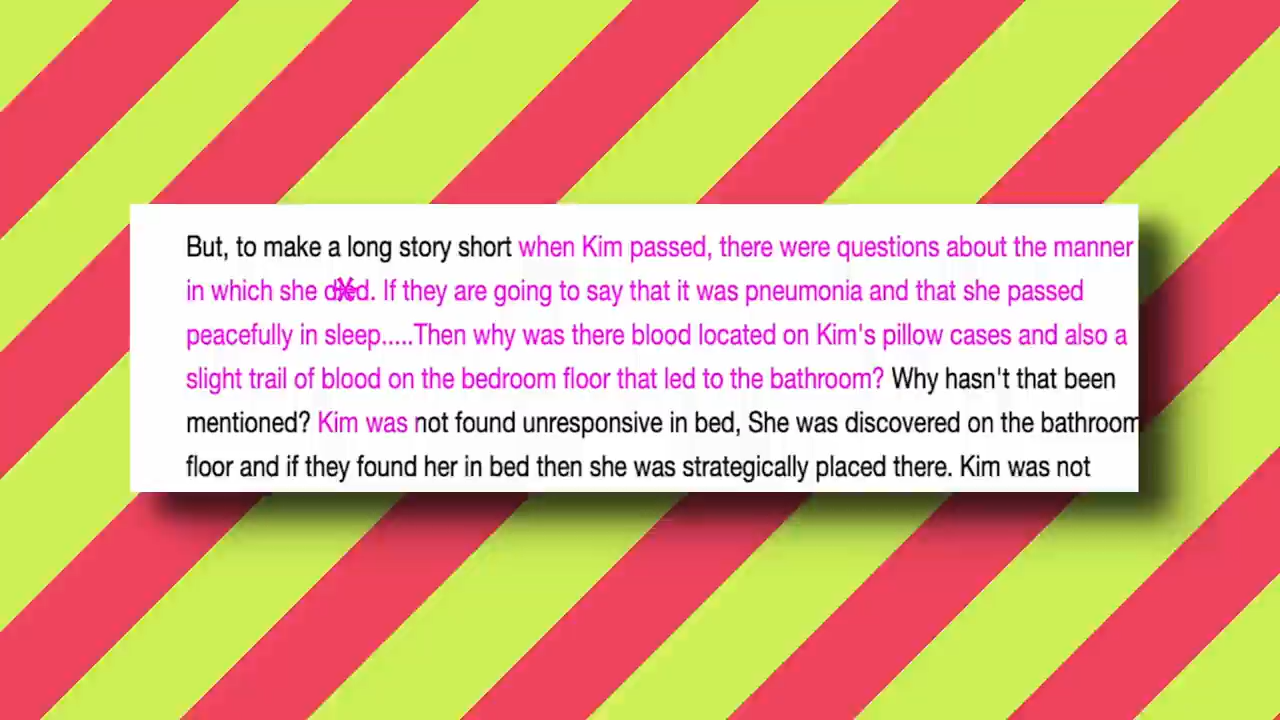 But, to make a long story short when Kim passed, there were questions about the manner
in which she d*ed. If they are going to say that it was pneumonia and that she passed
peacefully in sleep.....Then why was there blood located on Kim's pillow cases and also a
slight trail of blood on the bedroom floor that led to the bathroom? Why hasn't that been
mentioned? Kim was not found unresponsive in bed, She was discovered on the bathroom
floor and if they found her in bed then she was strategically placed there. Kim was not